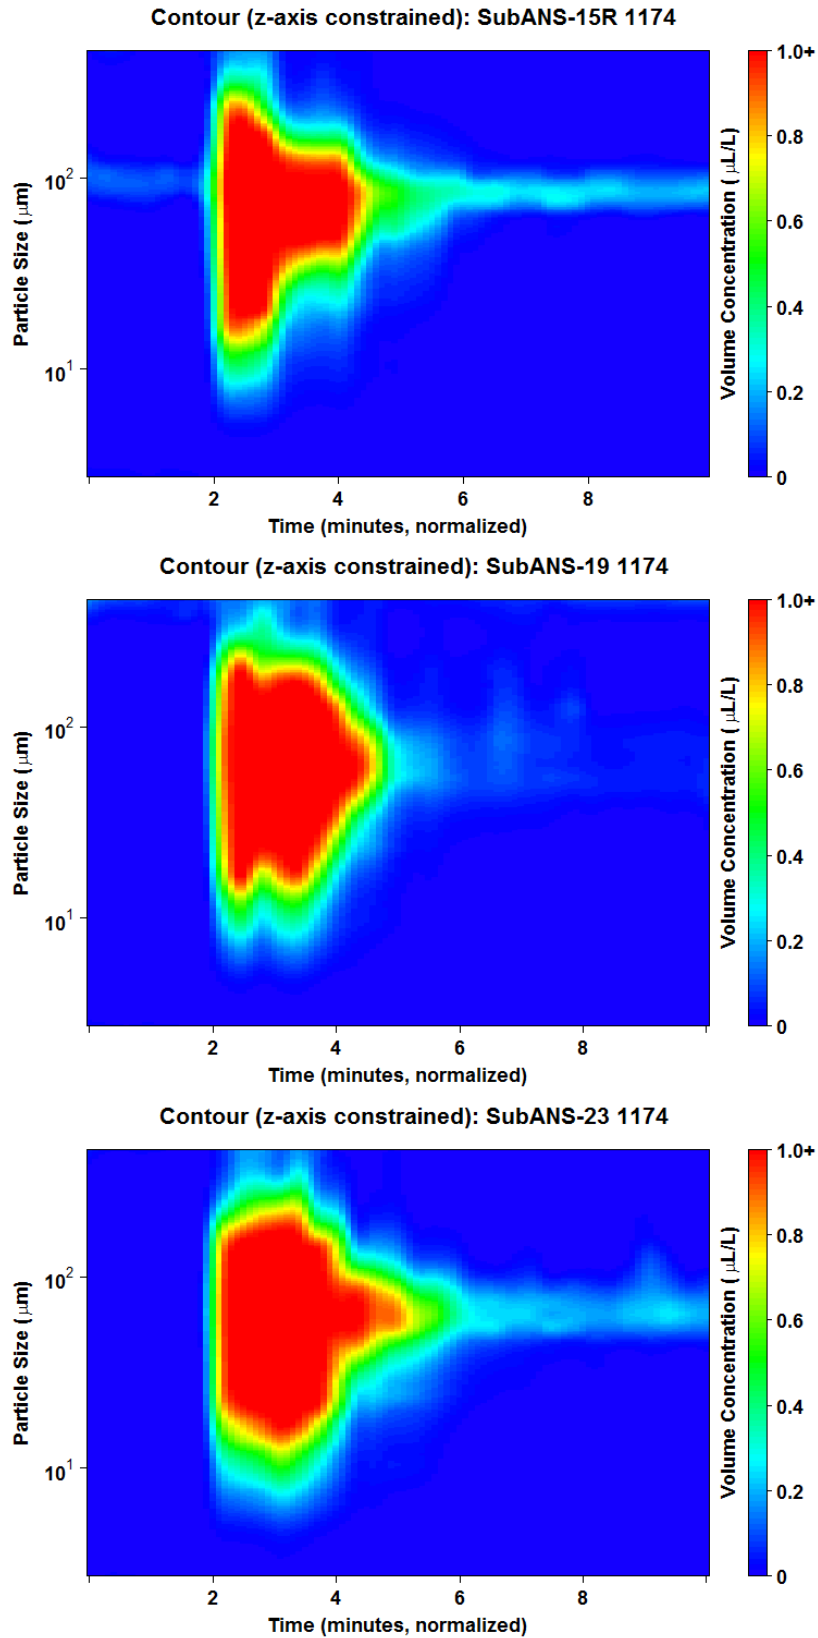 Contour (z-axis constrained): SubANS-15R 1174
Particle Size (μm)
10²
10¹
2 4 6 8
Time (minutes, normalized)
Volume Concentration ( μL/L)
1.0+
0.8
0.6
0.4
0.2
0
Contour (z-axis constrained): SubANS-19 1174
Particle Size (μm)
10²
10¹
2 4 6 8
Time (minutes, normalized)
Volume Concentration ( μL/L)
1.0+
0.8
0.6
0.4
0.2
0
Contour (z-axis constrained): SubANS-23 1174
Particle Size (μm)
10²
10¹
2 4 6 8
Time (minutes, normalized)
Volume Concentration ( μL/L)
1.0+
0.8
0.6
0.4
0.2
0